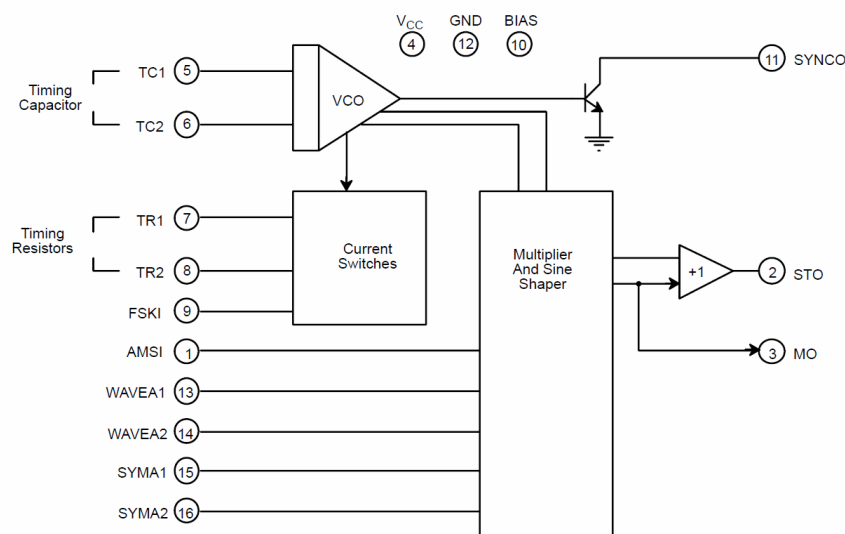 VCC GND BIAS
4 12 10
TC1 5
11 SYNCO
Timing
Capacitor
VCO
TC2 6
TR1 7
Timing
Resistors
Current
Switches
Multiplier
And Sine
Shaper
TR2 8
+1
2 STO
FSKI 9
AMSI 1
3 MO
WAVEA1 13
WAVEA2 14
SYMA1 15
SYMA2 16